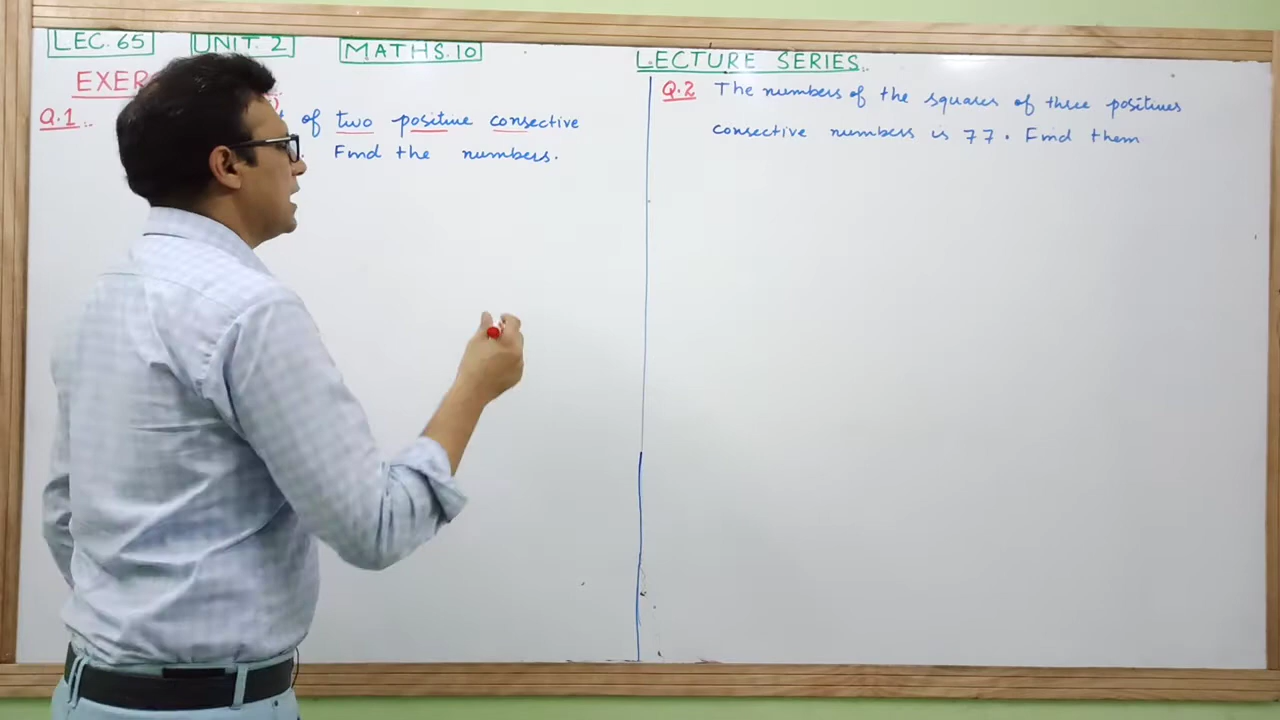 LEC. 65 UNIT. 2 MATHS. 10
LECTURE SERIES..
Q.1 of two positive consective
Find the numbers.
Q.2 The numbers of the squares of three positives
consective numbers is 77. Find them